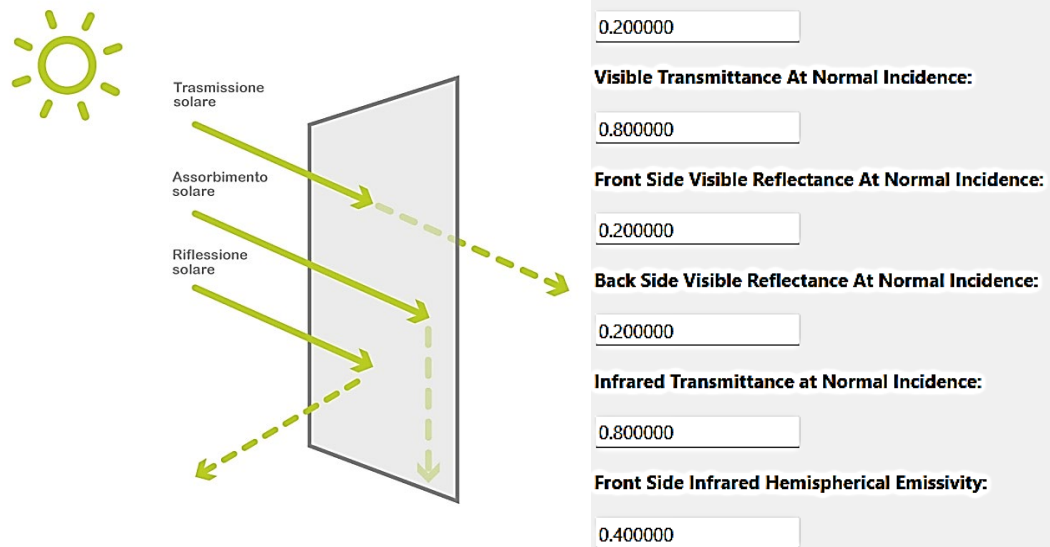 Trasmissione
solare
Assorbimento
solare
Riflessione
solare
0.200000
Visible Transmittance At Normal Incidence:
0.800000
Front Side Visible Reflectance At Normal Incidence:
0.200000
Back Side Visible Reflectance At Normal Incidence:
0.200000
Infrared Transmittance at Normal Incidence:
0.800000
Front Side Infrared Hemispherical Emissivity:
0.400000